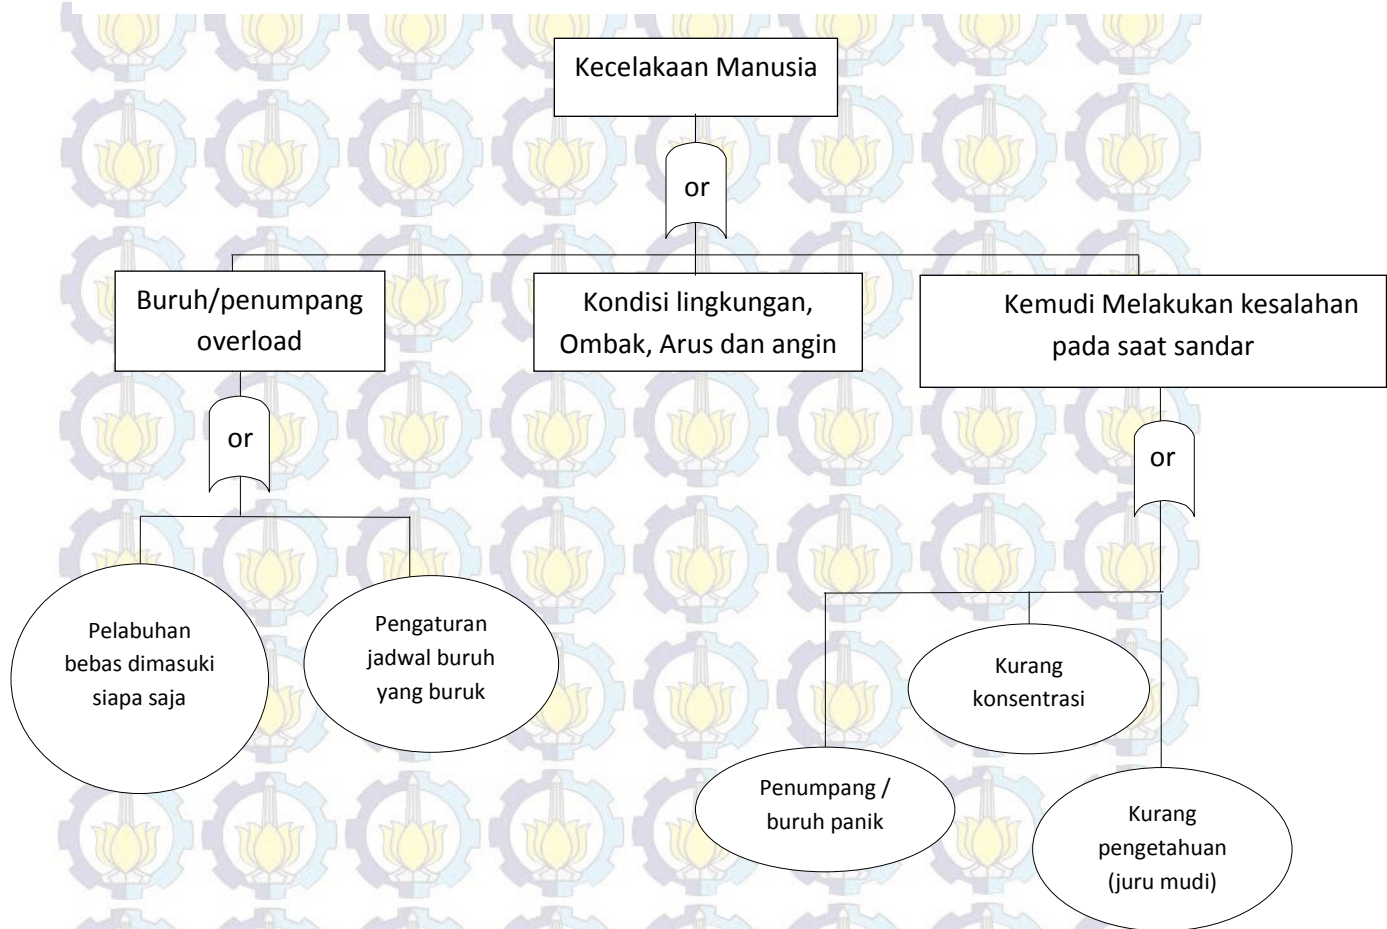 Kecelakaan Manusia
or
Buruh/penumpang
overload
Kondisi lingkungan,
Ombak, Arus dan angin
Kemudi Melakukan kesalahan
pada saat sandar
or
or
Pelabuhan
bebas dimasuki
siapa saja
Pengaturan
jadwal buruh
yang buruk
Kurang
konsentrasi
Penumpang /
buruh panik
Kurang
pengetahuan
(juru mudi)